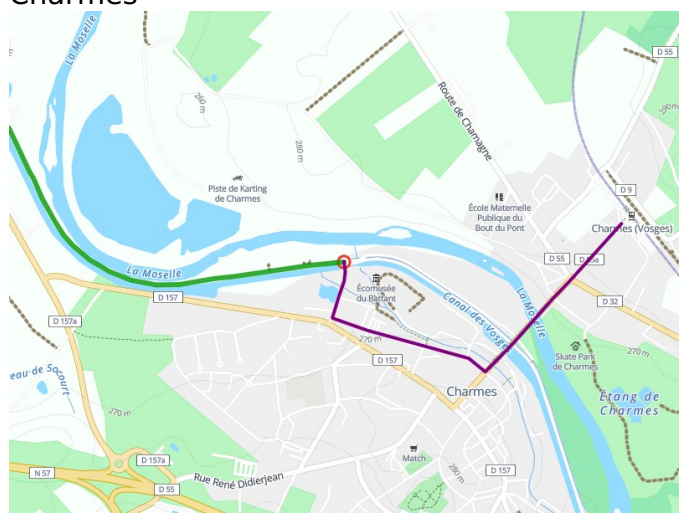 Charmes
La Moselle
D 55
260 m
280 m
290 m
Route de Chamagne
Piste de Karting
de Charmes
École Maternelle
Publique du
Bout du Pont
D 9
Charmes (Vosges)
La Moselle
D 55
D 157
Écomusée
du Battant
Canal des Vosges
La Moselle
D 32
D 157a
270 m
D 157
Skate Park
de Charmes
270 m
Charmes
Étang de
Charmes
270 m
Match
D 157a
N 57
D 55
Rue René Didierjean
280 m
D 157